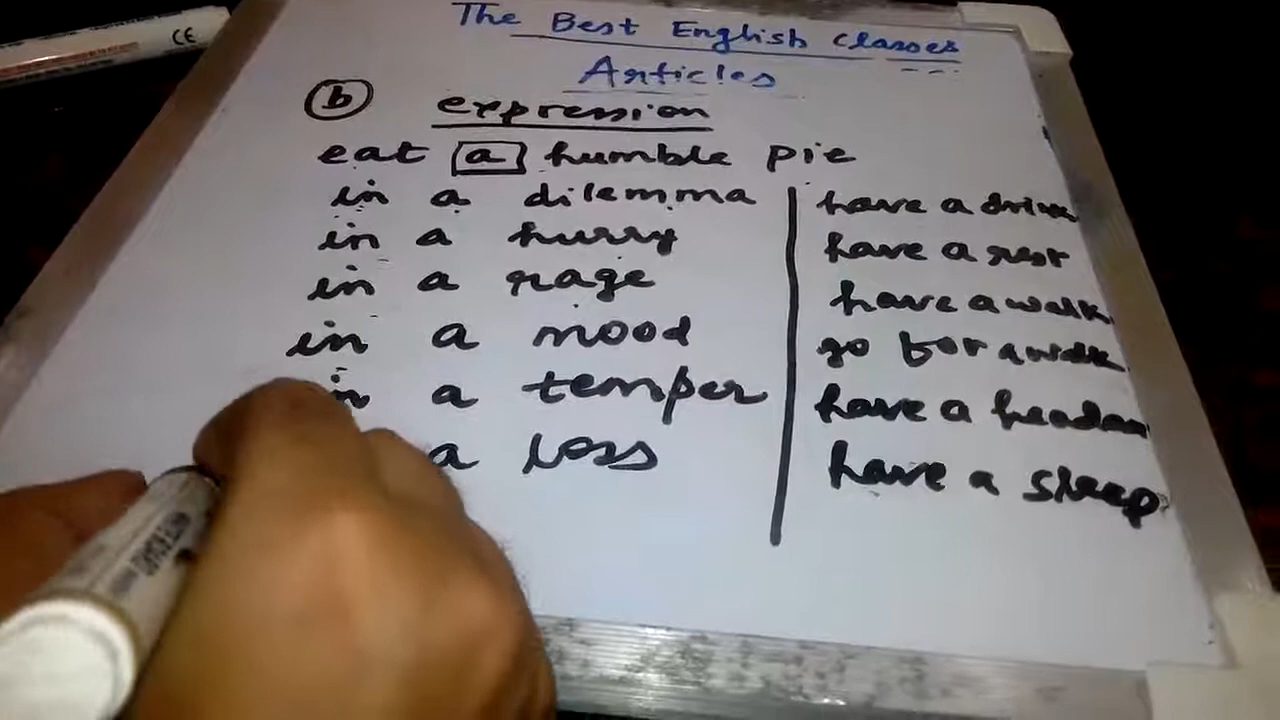 The Best English Classes
Articles
(b) expression
eat a humble pie
in a dilemma
in a hurry
in a rage
in a mood
in a temper
a loss
have a drink
have a rest
have a walk
go for a walk
have a
have a sleep
CE